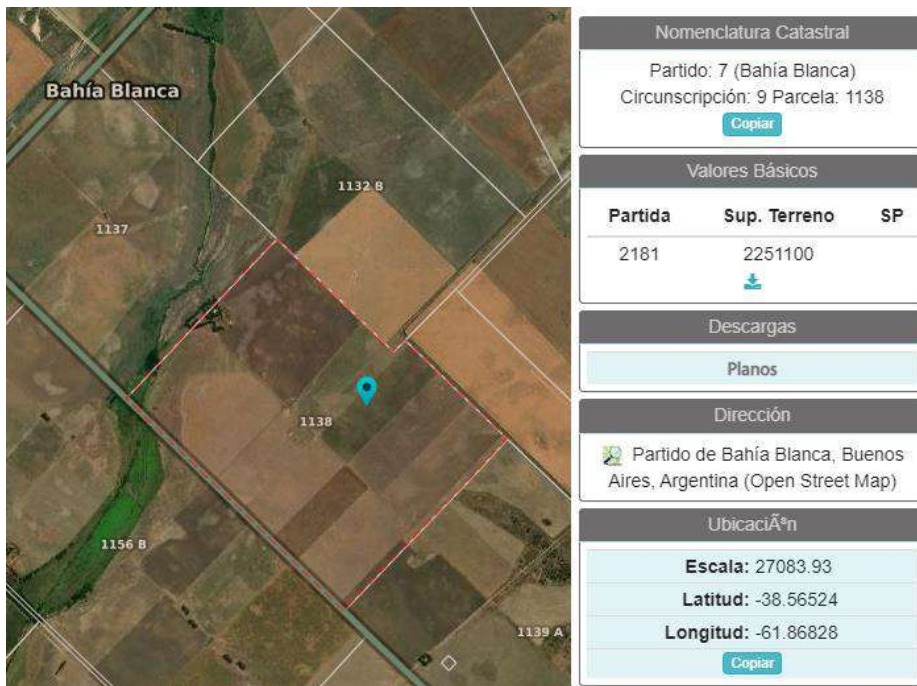 Bahía Blanca
1132 B
1137
1138
1156 B
1139 A
Nomenclatura Catastral
Partido: 7 (Bahía Blanca)
Circunscripción: 9 Parcela: 1138
Copiar
Valores Básicos
Partida Sup. Terreno SP
2181 2251100
Descargas
Planos
Dirección
Partido de Bahía Blanca, Buenos
Aires, Argentina (Open Street Map)
UbicaciÃªn
Escala: 27083.93
Latitud: -38.56524
Longitud: -61.86828
Copiar